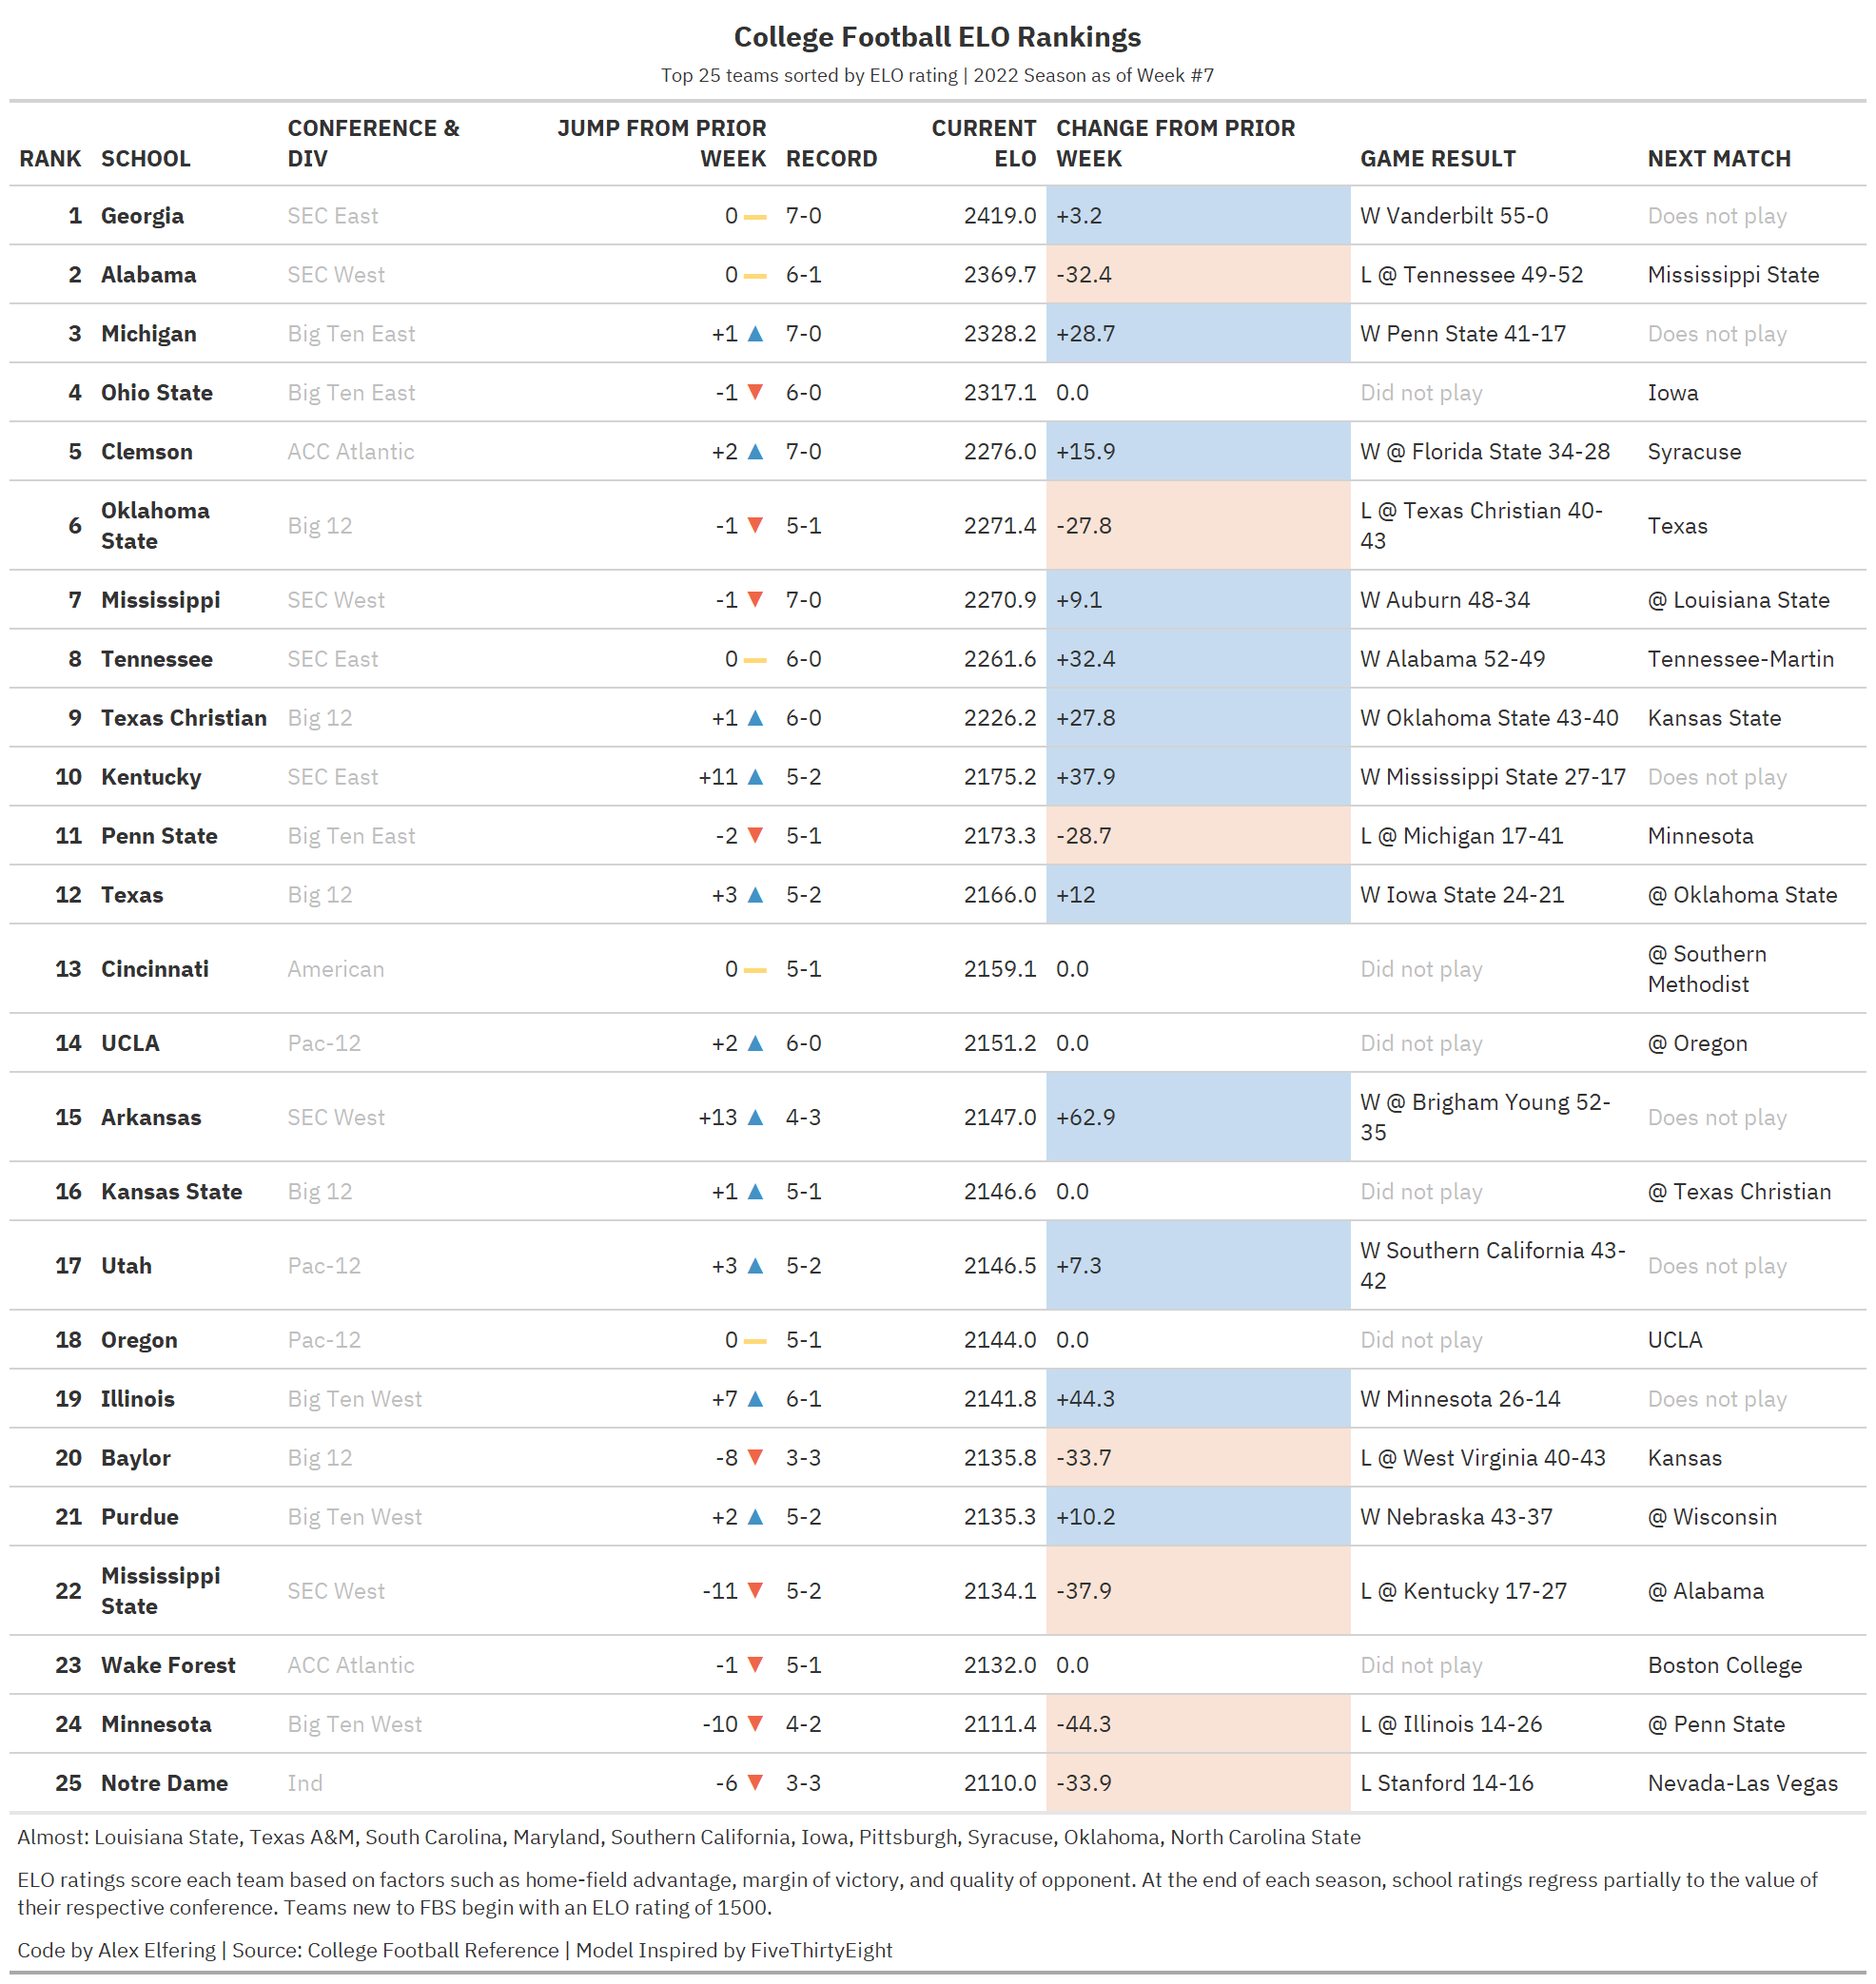 College Football ELO Rankings
Top 25 teams sorted by ELO rating | 2022 Season as of Week #7
RANK SCHOOL CONFERENCE & DIV JUMP FROM PRIOR WEEK RECORD CURRENT ELO CHANGE FROM PRIOR WEEK GAME RESULT NEXT MATCH
1 Georgia SEC East 0 7-0 2419.0 +3.2 W Vanderbilt 55-0 Does not play
2 Alabama SEC West 0 6-1 2369.7 -32.4 L @ Tennessee 49-52 Mississippi State
3 Michigan Big Ten East +1 ▲ 7-0 2328.2 +28.7 W Penn State 41-17 Does not play
4 Ohio State Big Ten East -1 ▼ 6-0 2317.1 0.0 Did not play Iowa
5 Clemson ACC Atlantic +2 ▲ 7-0 2276.0 +15.9 W @ Florida State 34-28 Syracuse
6 Oklahoma State Big 12 -1 ▼ 5-1 2271.4 -27.8 L @ Texas Christian 40-43 Texas
7 Mississippi SEC West -1 ▼ 7-0 2270.9 +9.1 W Auburn 48-34 @ Louisiana State
8 Tennessee SEC East 0 6-0 2261.6 +32.4 W Alabama 52-49 Tennessee-Martin
9 Texas Christian Big 12 +1 ▲ 6-0 2226.2 +27.8 W Oklahoma State 43-40 Kansas State
10 Kentucky SEC East +11 ▲ 5-2 2175.2 +37.9 W Mississippi State 27-17 Does not play
11 Penn State Big Ten East -2 ▼ 5-1 2173.3 -28.7 L @ Michigan 17-41 Minnesota
12 Texas Big 12 +3 ▲ 5-2 2166.0 +12 W Iowa State 24-21 @ Oklahoma State
13 Cincinnati American 0 5-1 2159.1 0.0 Did not play @ Southern Methodist
14 UCLA Pac-12 +2 ▲ 6-0 2151.2 0.0 Did not play @ Oregon
15 Arkansas SEC West +13 ▲ 4-3 2147.0 +62.9 W @ Brigham Young 52-35 Does not play
16 Kansas State Big 12 +1 ▲ 5-1 2146.6 0.0 Did not play @ Texas Christian
17 Utah Pac-12 +3 ▲ 5-2 2146.5 +7.3 W Southern California 43-42 Does not play
18 Oregon Pac-12 0 5-1 2144.0 0.0 Did not play UCLA
19 Illinois Big Ten West +7 ▲ 6-1 2141.8 +44.3 W Minnesota 26-14 Does not play
20 Baylor Big 12 -8 ▼ 3-3 2135.8 -33.7 L @ West Virginia 40-43 Kansas
21 Purdue Big Ten West +2 ▲ 5-2 2135.3 +10.2 W Nebraska 43-37 @ Wisconsin
22 Mississippi State SEC West -11 ▼ 5-2 2134.1 -37.9 L @ Kentucky 17-27 @ Alabama
23 Wake Forest ACC Atlantic -1 ▼ 5-1 2132.0 0.0 Did not play Boston College
24 Minnesota Big Ten West -10 ▼ 4-2 2111.4 -44.3 L @ Illinois 14-26 @ Penn State
25 Notre Dame Ind -6 ▼ 3-3 2110.0 -33.9 L Stanford 14-16 Nevada-Las Vegas
Almost: Louisiana State, Texas A&M, South Carolina, Maryland, Southern California, Iowa, Pittsburgh, Syracuse, Oklahoma, North Carolina State
ELO ratings score each team based on factors such as home-field advantage, margin of victory, and quality of opponent. At the end of each season, school ratings regress partially to the value of
their respective conference. Teams new to FBS begin with an ELO rating of 1500.
Code by Alex Elfering | Source: College Football Reference | Model Inspired by FiveThirtyEight